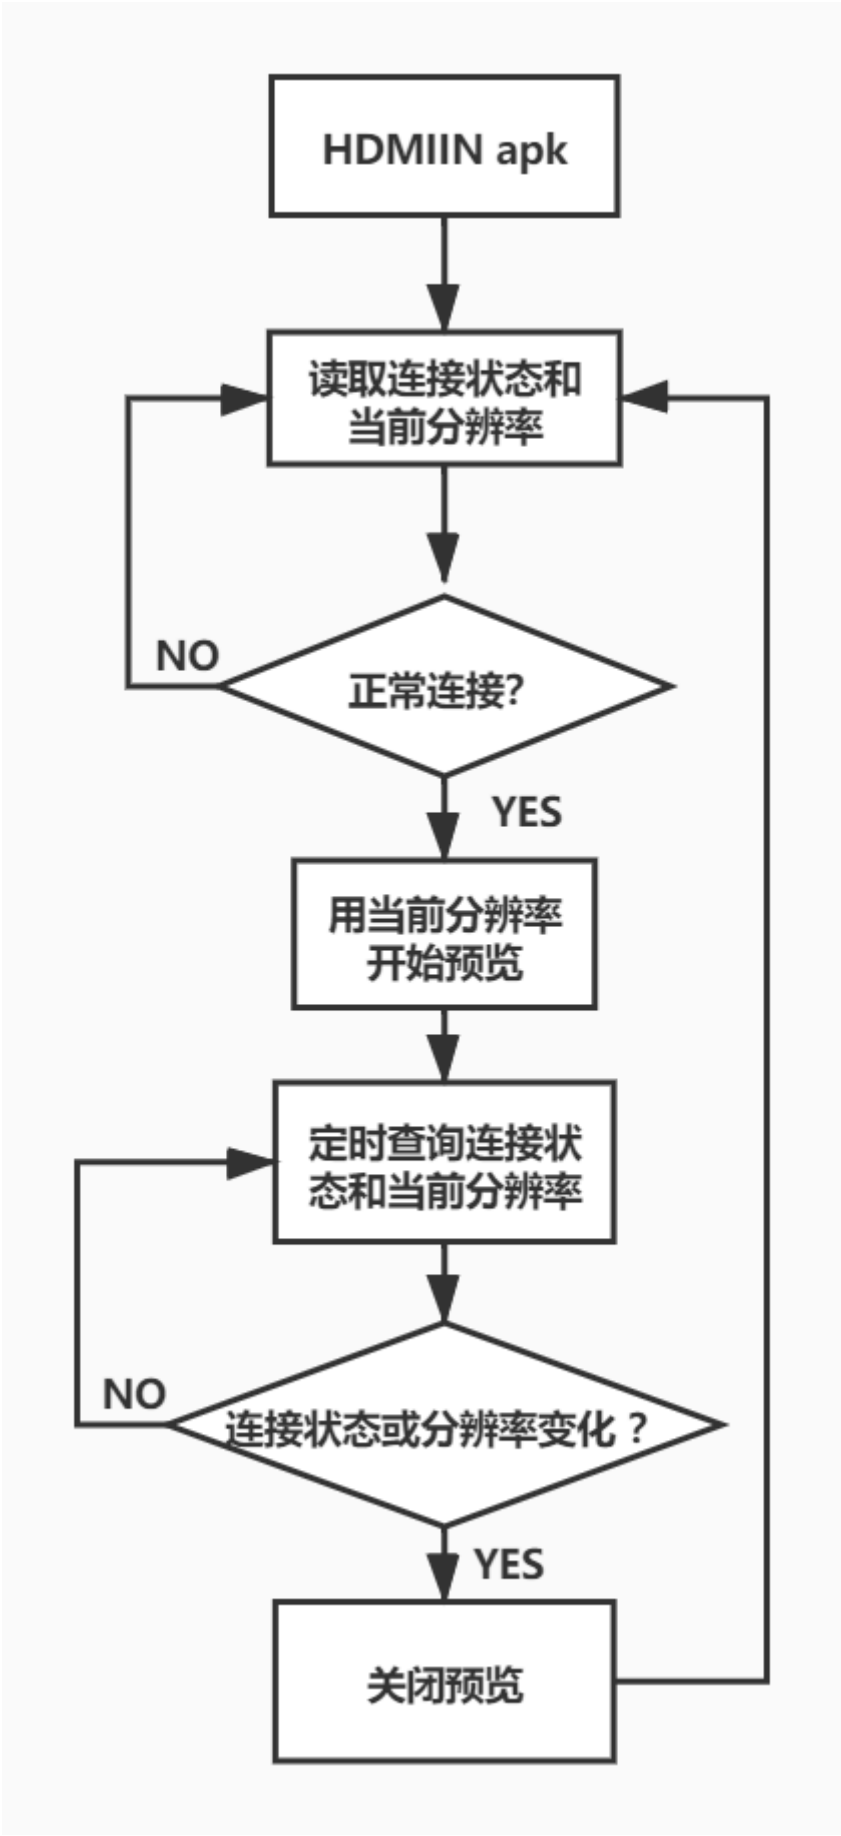 HDMIIN apk
读取连接状态和
当前分辨率
NO
正常连接?
YES
用当前分辨率
开始预览
定时查询连接状
态和当前分辨率
NO
连接状态或分辨率变化？
YES
关闭预览